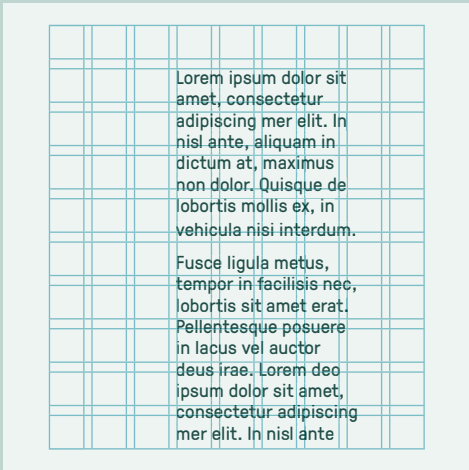 Lorem ipsum dolor sit
amet, consectetur
adipiscing mer elit. In
nisl ante, aliquam in
dictum at, maximus
non dolor. Quisque de
lobortis mollis ex, in
vehicula nisi interdum.
Fusce ligula metus,
tempor in facilisis nec,
lobortis sit amet erat.
Pellentesque posuere
in lacus vel auctor
deus irae. Lorem deo
ipsum dolor sit amet,
consectetur adipiscing
mer elit. In nisl ante